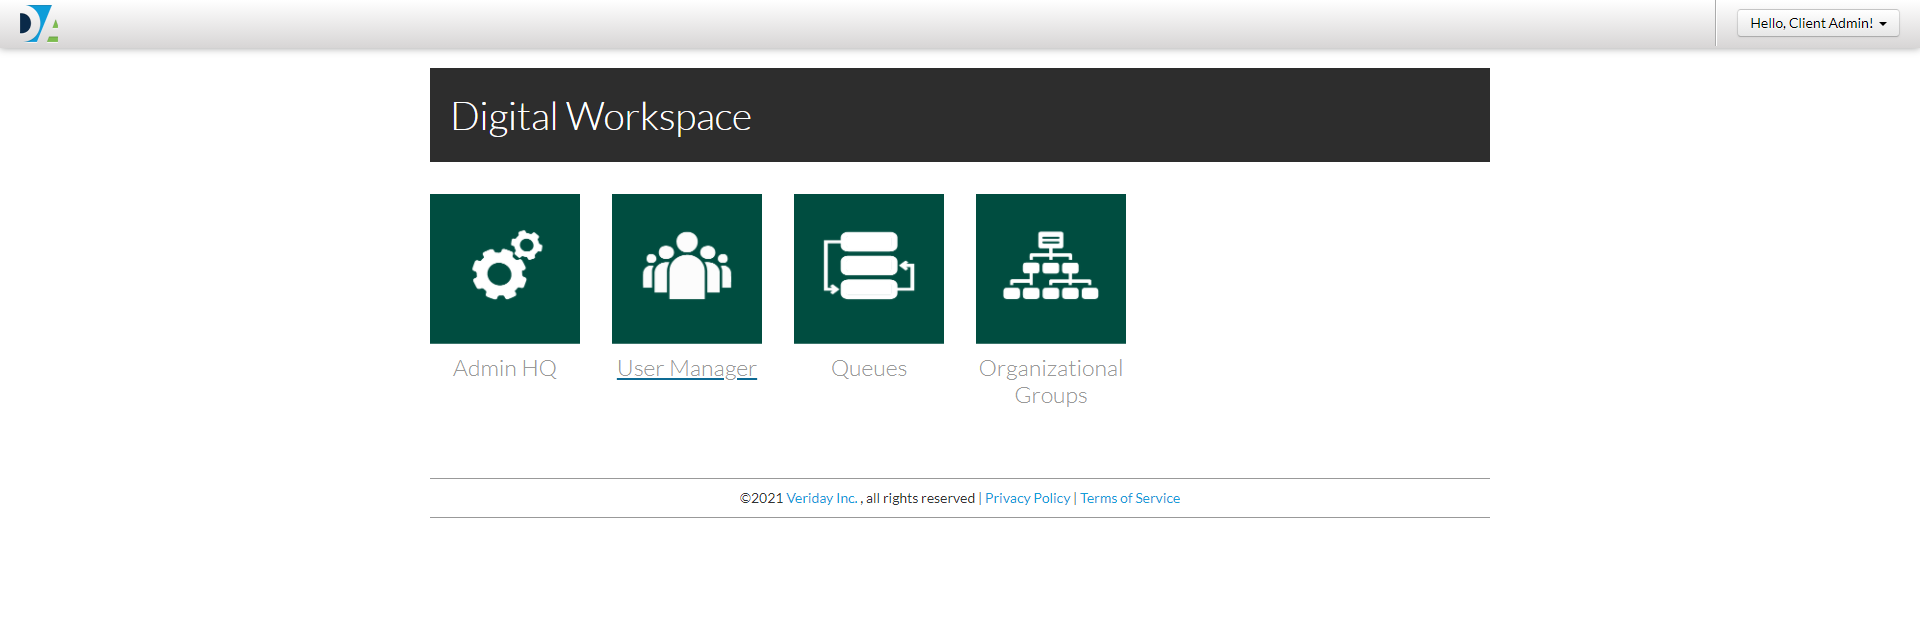 DA
Hello, Client Admin!
Digital Workspace
Admin HQ
User Manager
Queues
Organizational
Groups
©2021 Veriday Inc. , all rights reserved | Privacy Policy | Terms of Service